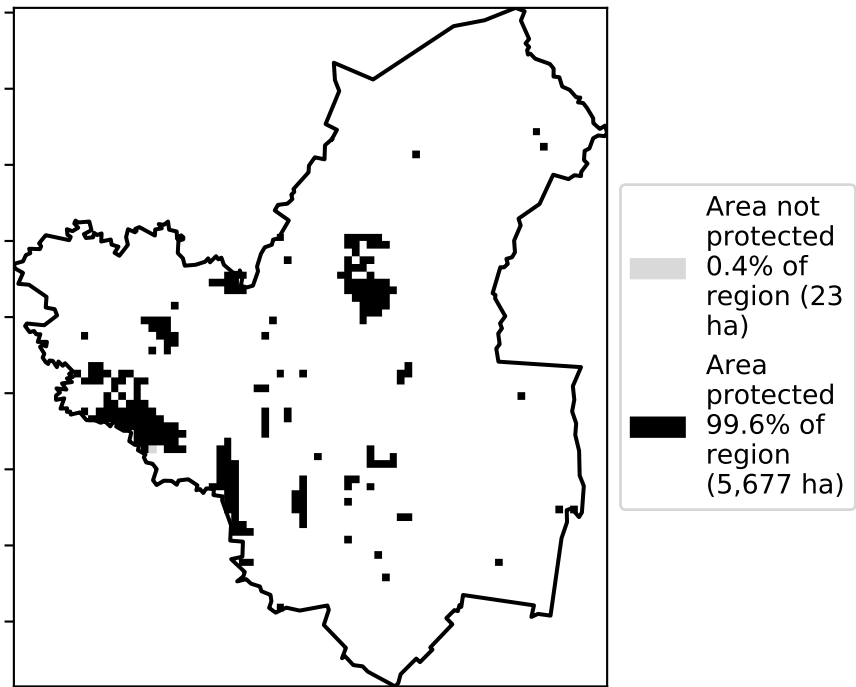 Area not
protected
0.4% of
region (23
ha)
Area
protected
99.6% of
region
(5,677 ha)